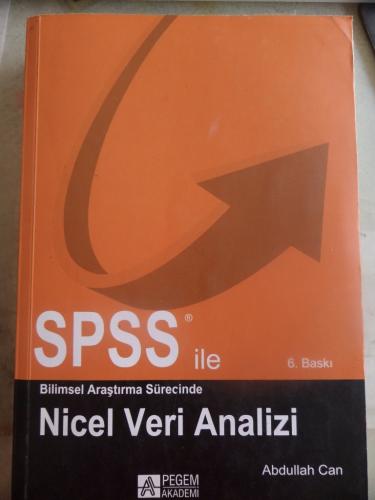 SPSS® ile
6. Baskı
Bilimsel Araştırma Sürecinde
Nicel Veri Analizi
Abdullah Can
PEGEM
AKADEMİ